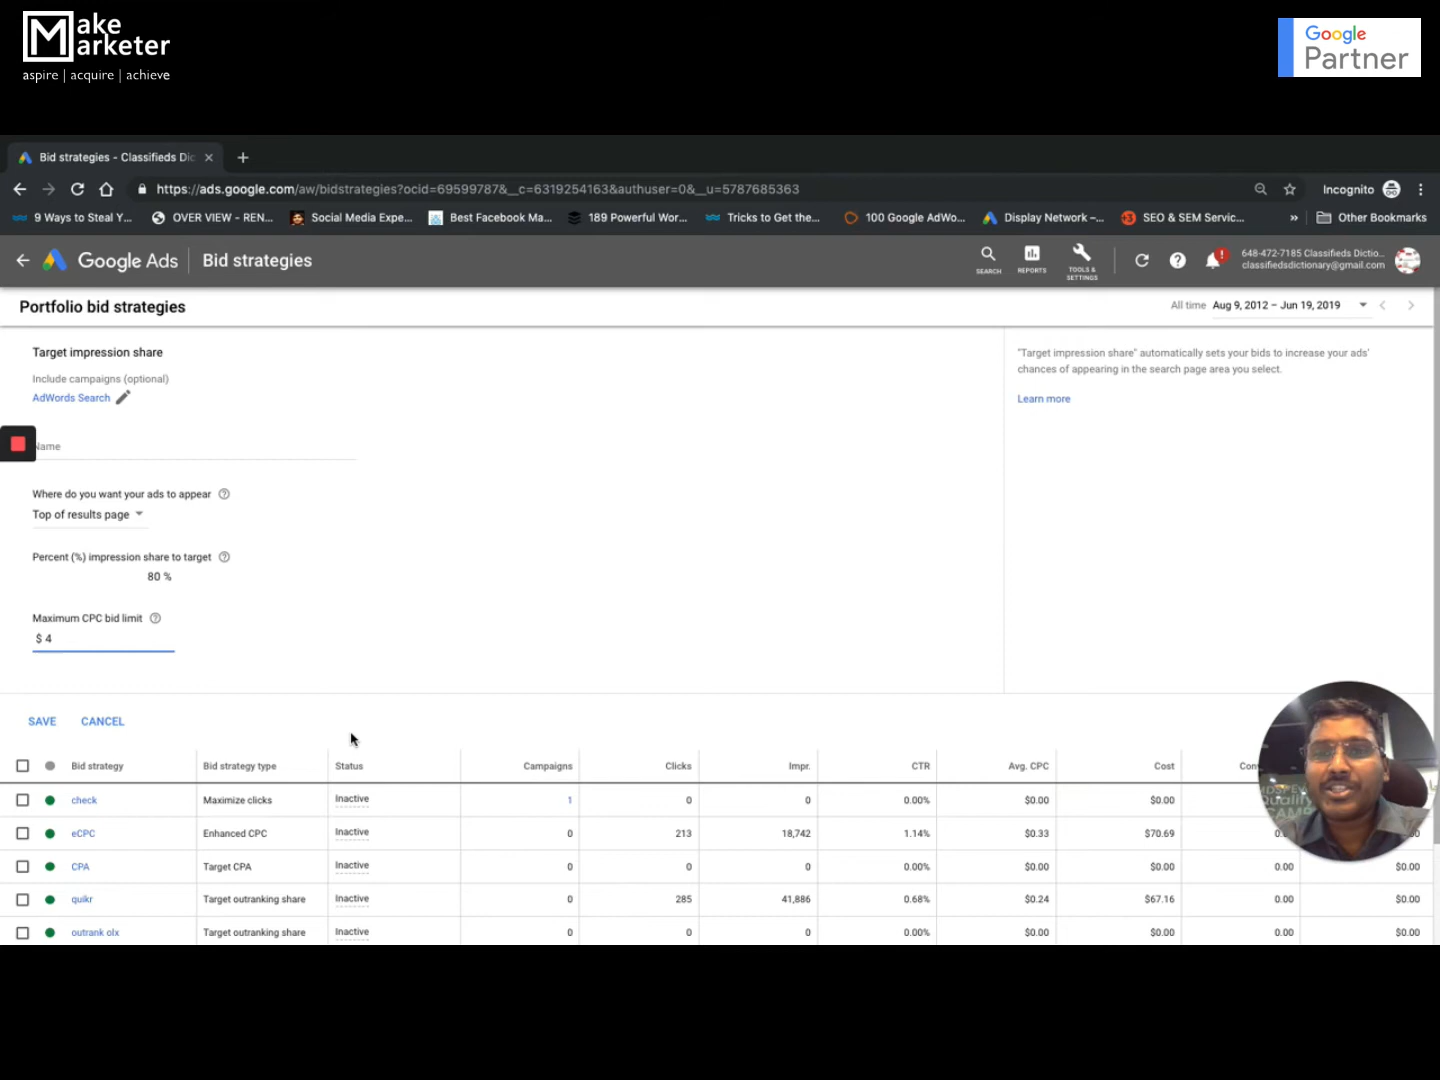 Make
Marketer
aspire | acquire | achieve
Google
Partner
Bid strategies - Classifieds Dic
https://ads.google.com/aw/bidstrategies?ocid=69599787&__c=6319254163&authuser=0&__u=5787685363
Incognito
9 Ways to Steal Y...
OVER VIEW - REN...
Social Media Expe...
Best Facebook Ma...
189 Powerful Wor...
Tricks to Get the...
100 Google AdWo...
Display Network –...
SEO & SEM Servic...
»
Other Bookmarks
Google Ads
Bid strategies
SEARCH
REPORTS
TOOLS &
SETTINGS
648-472-7185 Classifieds Dictio...
classifiedsdictionary@gmail.com
Portfolio bid strategies
All time Aug 9, 2012 – Jun 19, 2019
Target impression share
Include campaigns (optional)
AdWords Search
"Target impression share" automatically sets your bids to increase your ads'
chances of appearing in the search page area you select.
Learn more
Name
Where do you want your ads to appear
Top of results page
Percent (%) impression share to target
80 %
Maximum CPC bid limit
$ 4
SAVE CANCEL
Bid strategy Bid strategy type Status Campaigns Clicks Impr. CTR Avg. CPC Cost
check Maximize clicks Inactive 1 0 0 0.00% $0.00 $0.00
eCPC Enhanced CPC Inactive 0 213 18,742 1.14% $0.33 $70.69
CPA Target CPA Inactive 0 0 0 0.00% $0.00 $0.00 0.00 $0.00
quikr Target outranking share Inactive 0 285 41,886 0.68% $0.24 $67.16 0.00 $0.00
outrank olx Target outranking share Inactive 0 0 0 0.00% $0.00 $0.00 0.00 $0.00